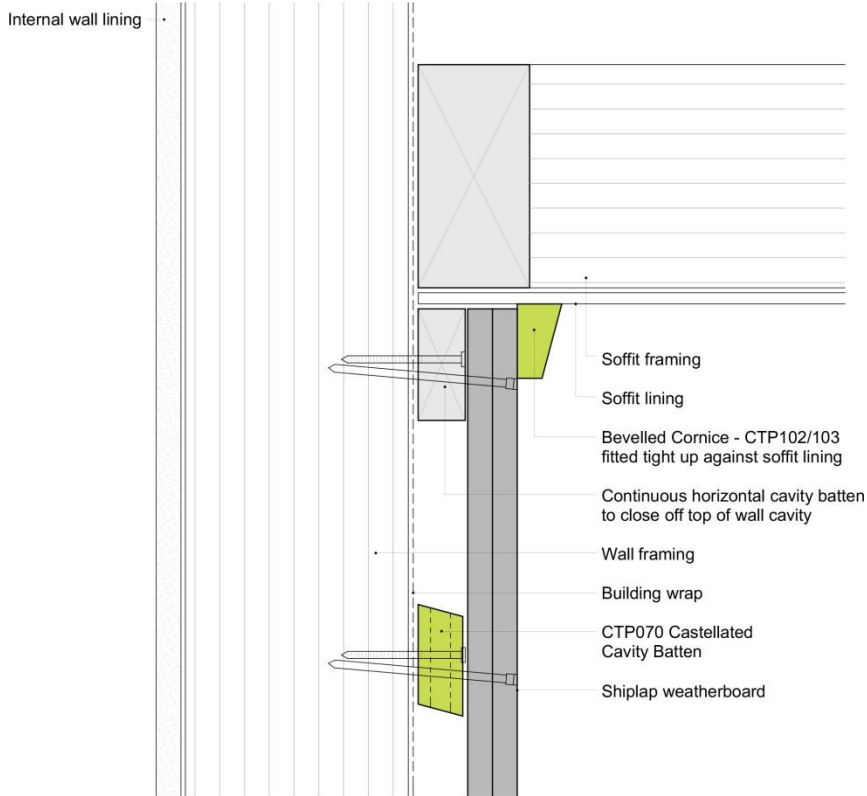 Internal wall lining
Soffit framing
Soffit lining
Bevelled Cornice - CTP102/103
fitted tight up against soffit lining
Continuous horizontal cavity batten
to close off top of wall cavity
Wall framing
Building wrap
CTP070 Castellated
Cavity Batten
Shiplap weatherboard